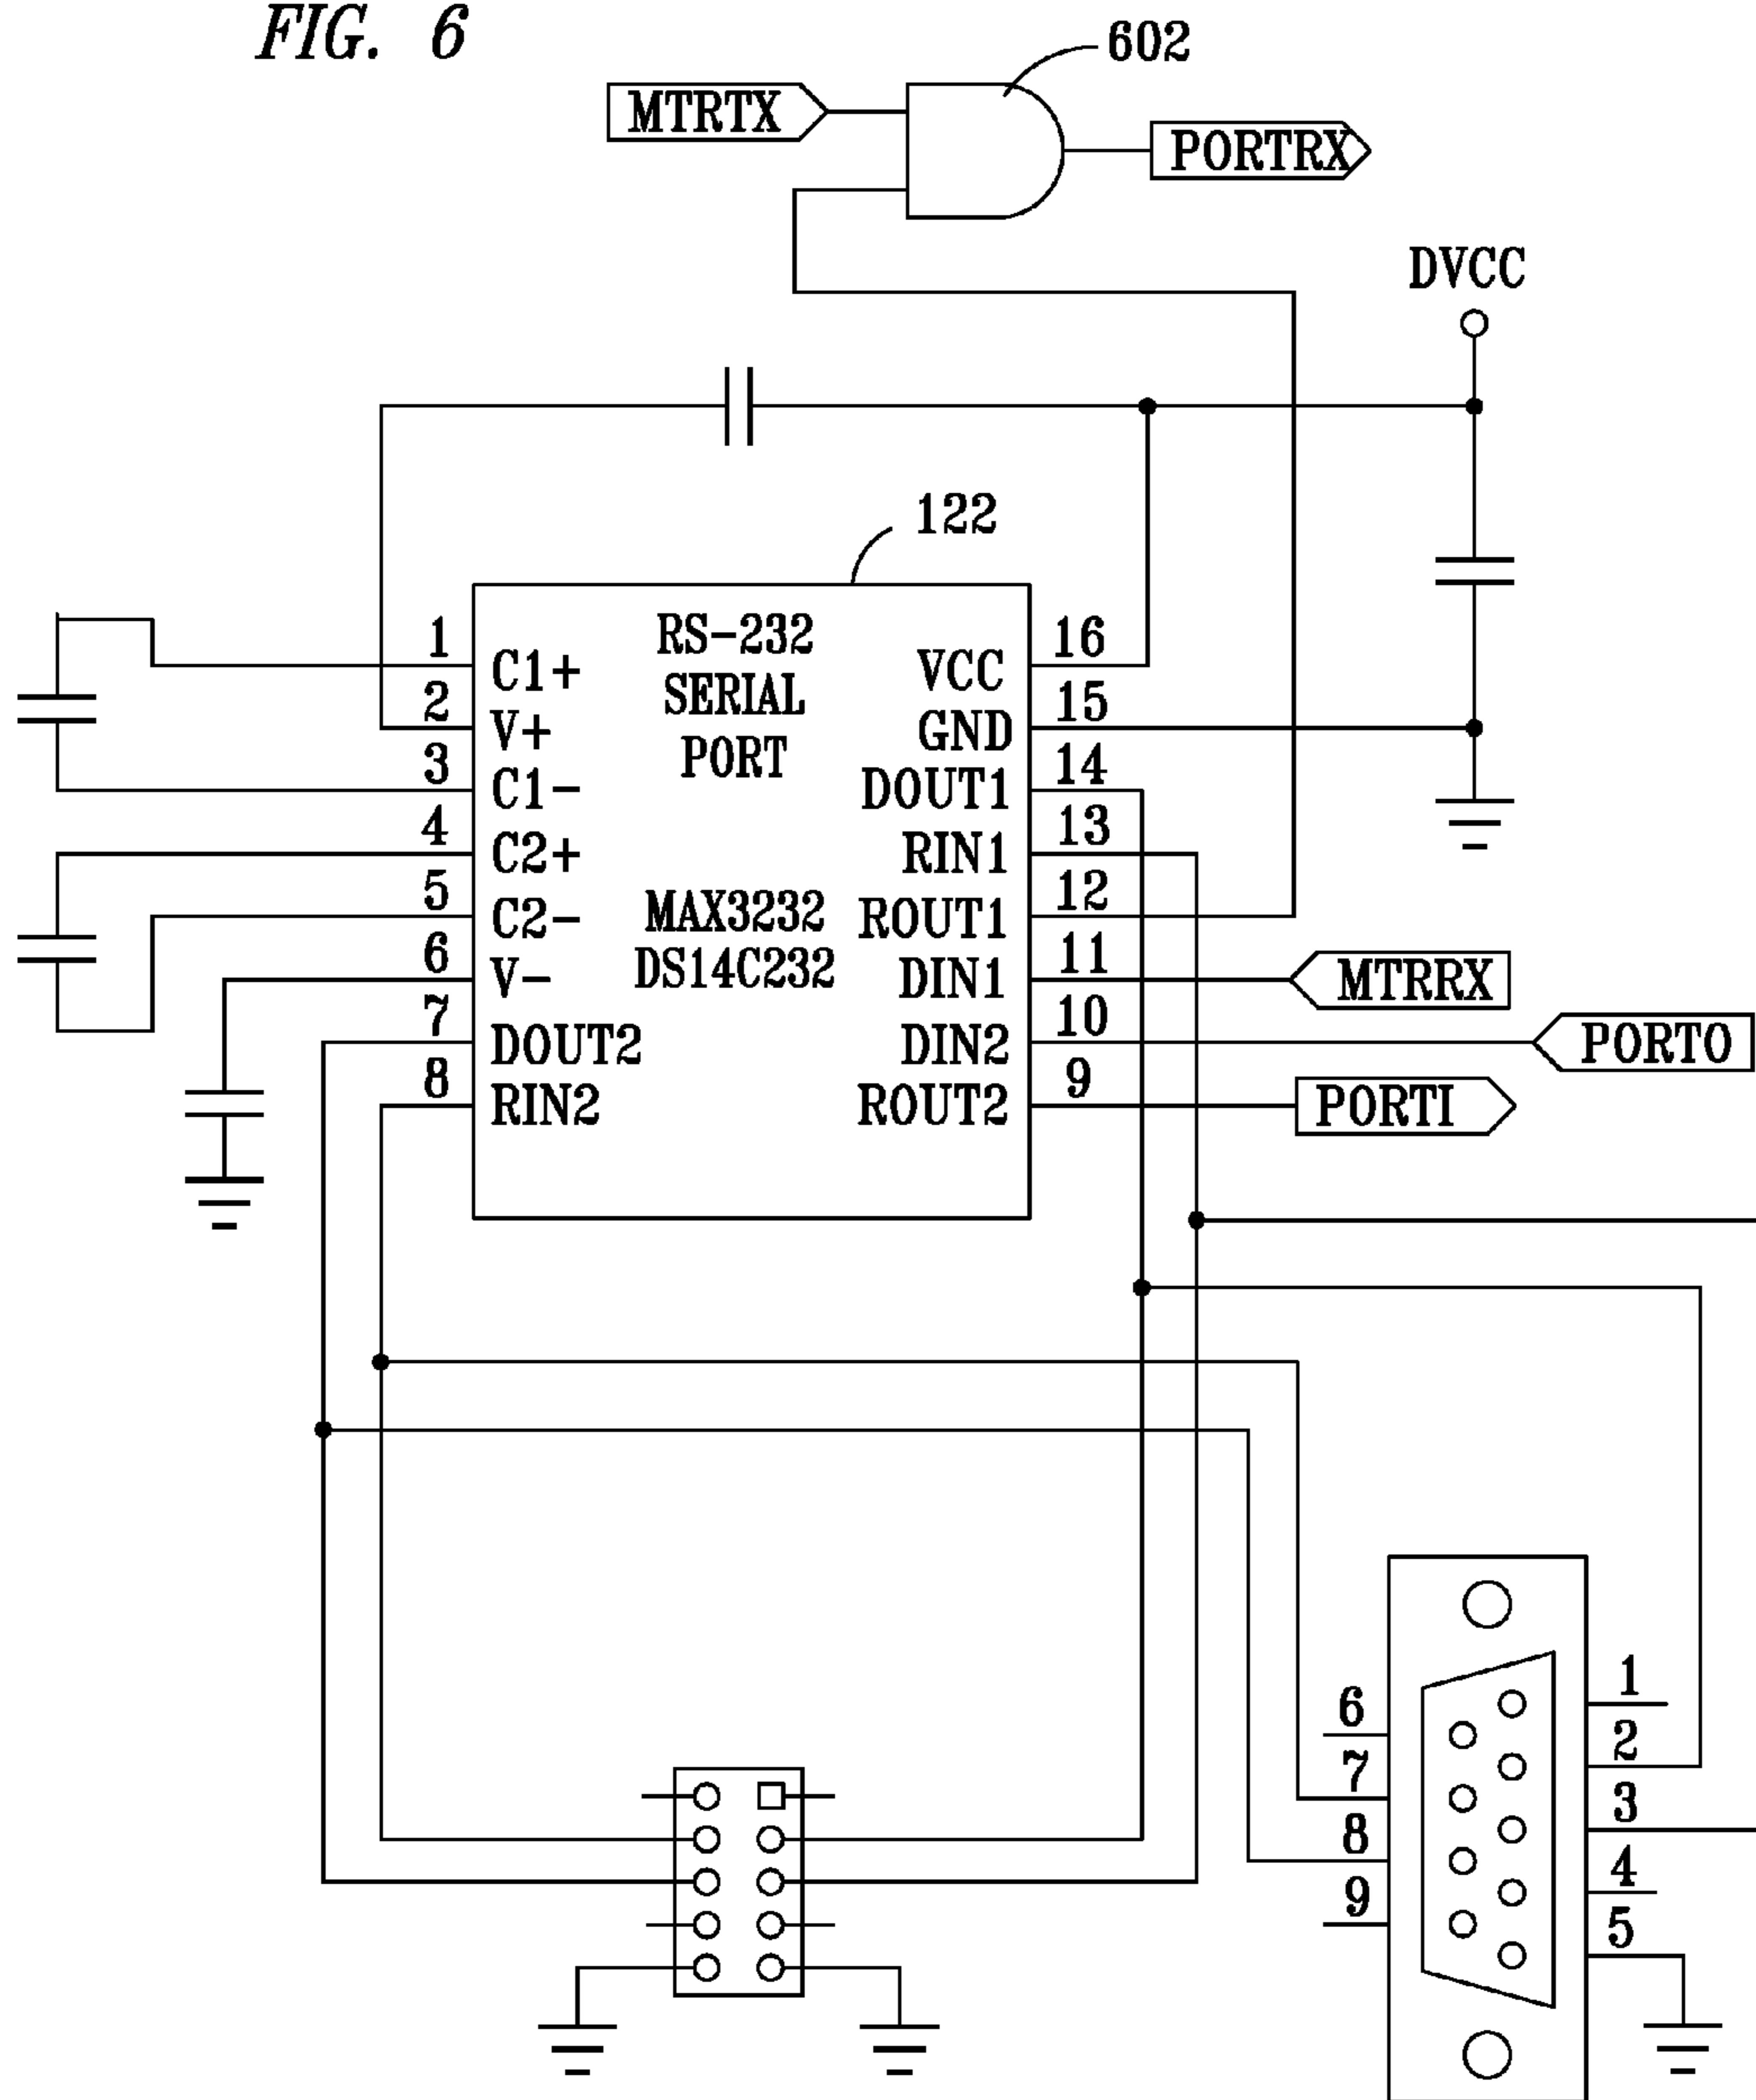 FIG. 6
602
MTRTX
PORTRX
DVCC
122
RS-232
SERIAL
PORT
MAX3232
DS14C232
1 C1+
2 V+
3 C1-
4 C2+
5 C2-
6 V-
7 DOUT2
8 RIN2
VCC 16
GND 15
DOUT1 14
RIN1 13
ROUT1 12
DIN1 11
DIN2 10
ROUT2 9
MTRRX
PORTO
PORTI
6
7
8
9
1
2
3
4
5